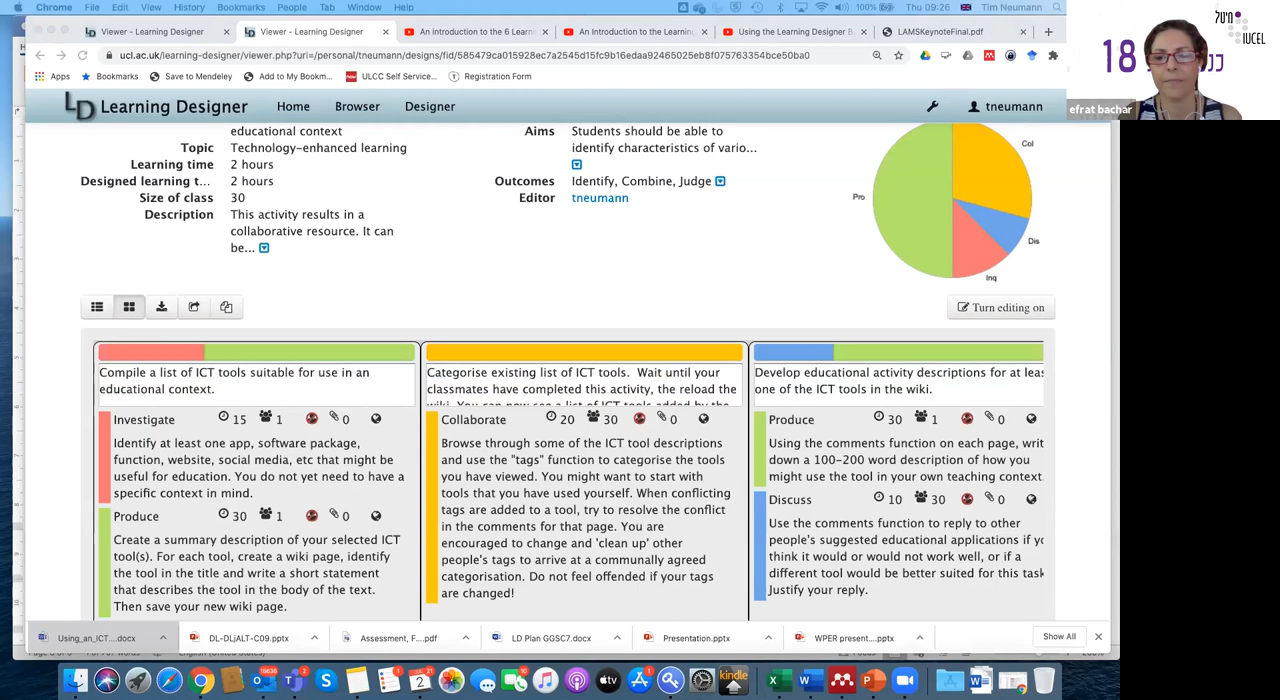 Chrome File Edit View History Bookmarks People Tab Window Help 100% Thu 09:26 Tim Neumann
Viewer - Learning Designer
Viewer - Learning Designer
An introduction to the 6 Learni
An Introduction to the Learning
Using the Learning Designer B
LAMSKeynoteFinal.pdf
ucl.ac.uk/learning-designer/viewer.php?uri=/personal/tneumann/designs/fid/585479ca015928ec7a2545d15fc9b16edaa92465025eb8f075763354bce50ba0
Apps Bookmarks Save to Mendeley Add to My Bookm... ULCC Self Service... Registration Form
מיטל
IUCEL
18
efrat bachar
LD Learning Designer Home Browser Designer tneumann
educational context
Topic Technology-enhanced learning
Learning time 2 hours
Designed learning t... 2 hours
Size of class 30
Description This activity results in a
collaborative resource. It can
be...
Aims Students should be able to
identify characteristics of vario...
Outcomes Identify, Combine, Judge
Editor tneumann
Col
Pro
Dis
Inq
Turn editing on
Compile a list of ICT tools suitable for use in an
educational context.
Investigate 15 1 0
Identify at least one app, software package,
function, website, social media, etc that might be
useful for education. You do not yet need to have a
specific context in mind.
Produce 30 1 0
Create a summary description of your selected ICT
tool(s). For each tool, create a wiki page, identify
the tool in the title and write a short statement
that describes the tool in the body of the text.
Then save your new wiki page.
Categorise existing list of ICT tools. Wait until your
classmates have completed this activity, the reload the
wiki. You can now see a list of ICT tools added by the
Collaborate 20 30 0
Browse through some of the ICT tool descriptions
and use the "tags" function to categorise the tools
you have viewed. You might want to start with
tools that you have used yourself. When conflicting
tags are added to a tool, try to resolve the conflict
in the comments for that page. You are
encouraged to change and 'clean up' other
people's tags to arrive at a communally agreed
categorisation. Do not feel offended if your tags
are changed!
Develop educational activity descriptions for at leas
one of the ICT tools in the wiki.
Produce 30 1 0
Using the comments function on each page, writ
down a 100-200 word description of how you
might use the tool in your own teaching context
Discuss 10 30 0
Use the comments function to reply to other
people's suggested educational applications if yo
think it would or would not work well, or if a
different tool would be better suited for this task
Justify your reply.
Using_an_ICT....docx DL-DLjALT-C09.pptx Assessment, F....pdf LD Plan GGSC7.docx Presentation.pptx WPER present....pptx Show All
kindle